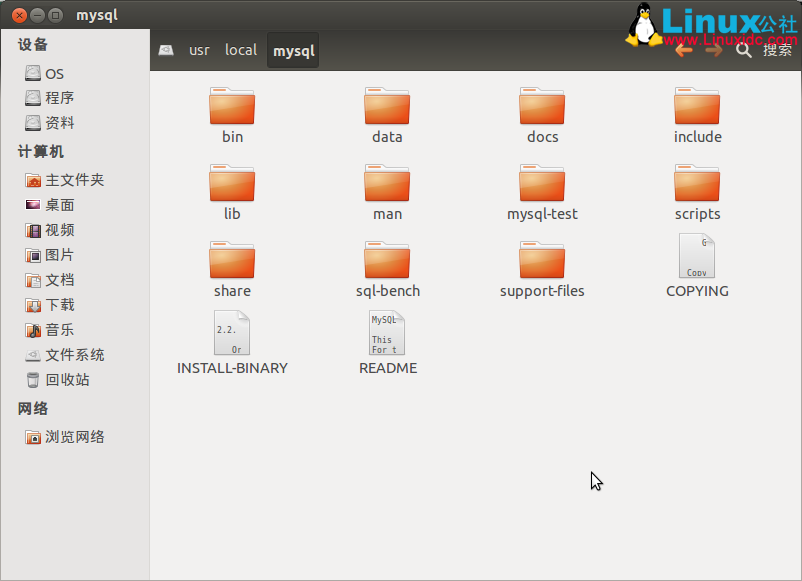 mysql
Linux公社
www.Linuxidc.com
usr local mysql 搜索
设备
OS
程序
资料
计算机
主文件夹
桌面
视频
图片
文档
下载
音乐
文件系统
回收站
网络
浏览网络
bin data docs include
lib man mysql-test scripts
share sql-bench support-files COPYING
G
Copy
INSTALL-BINARY README
2.2.
Or
MySQL
This
For t